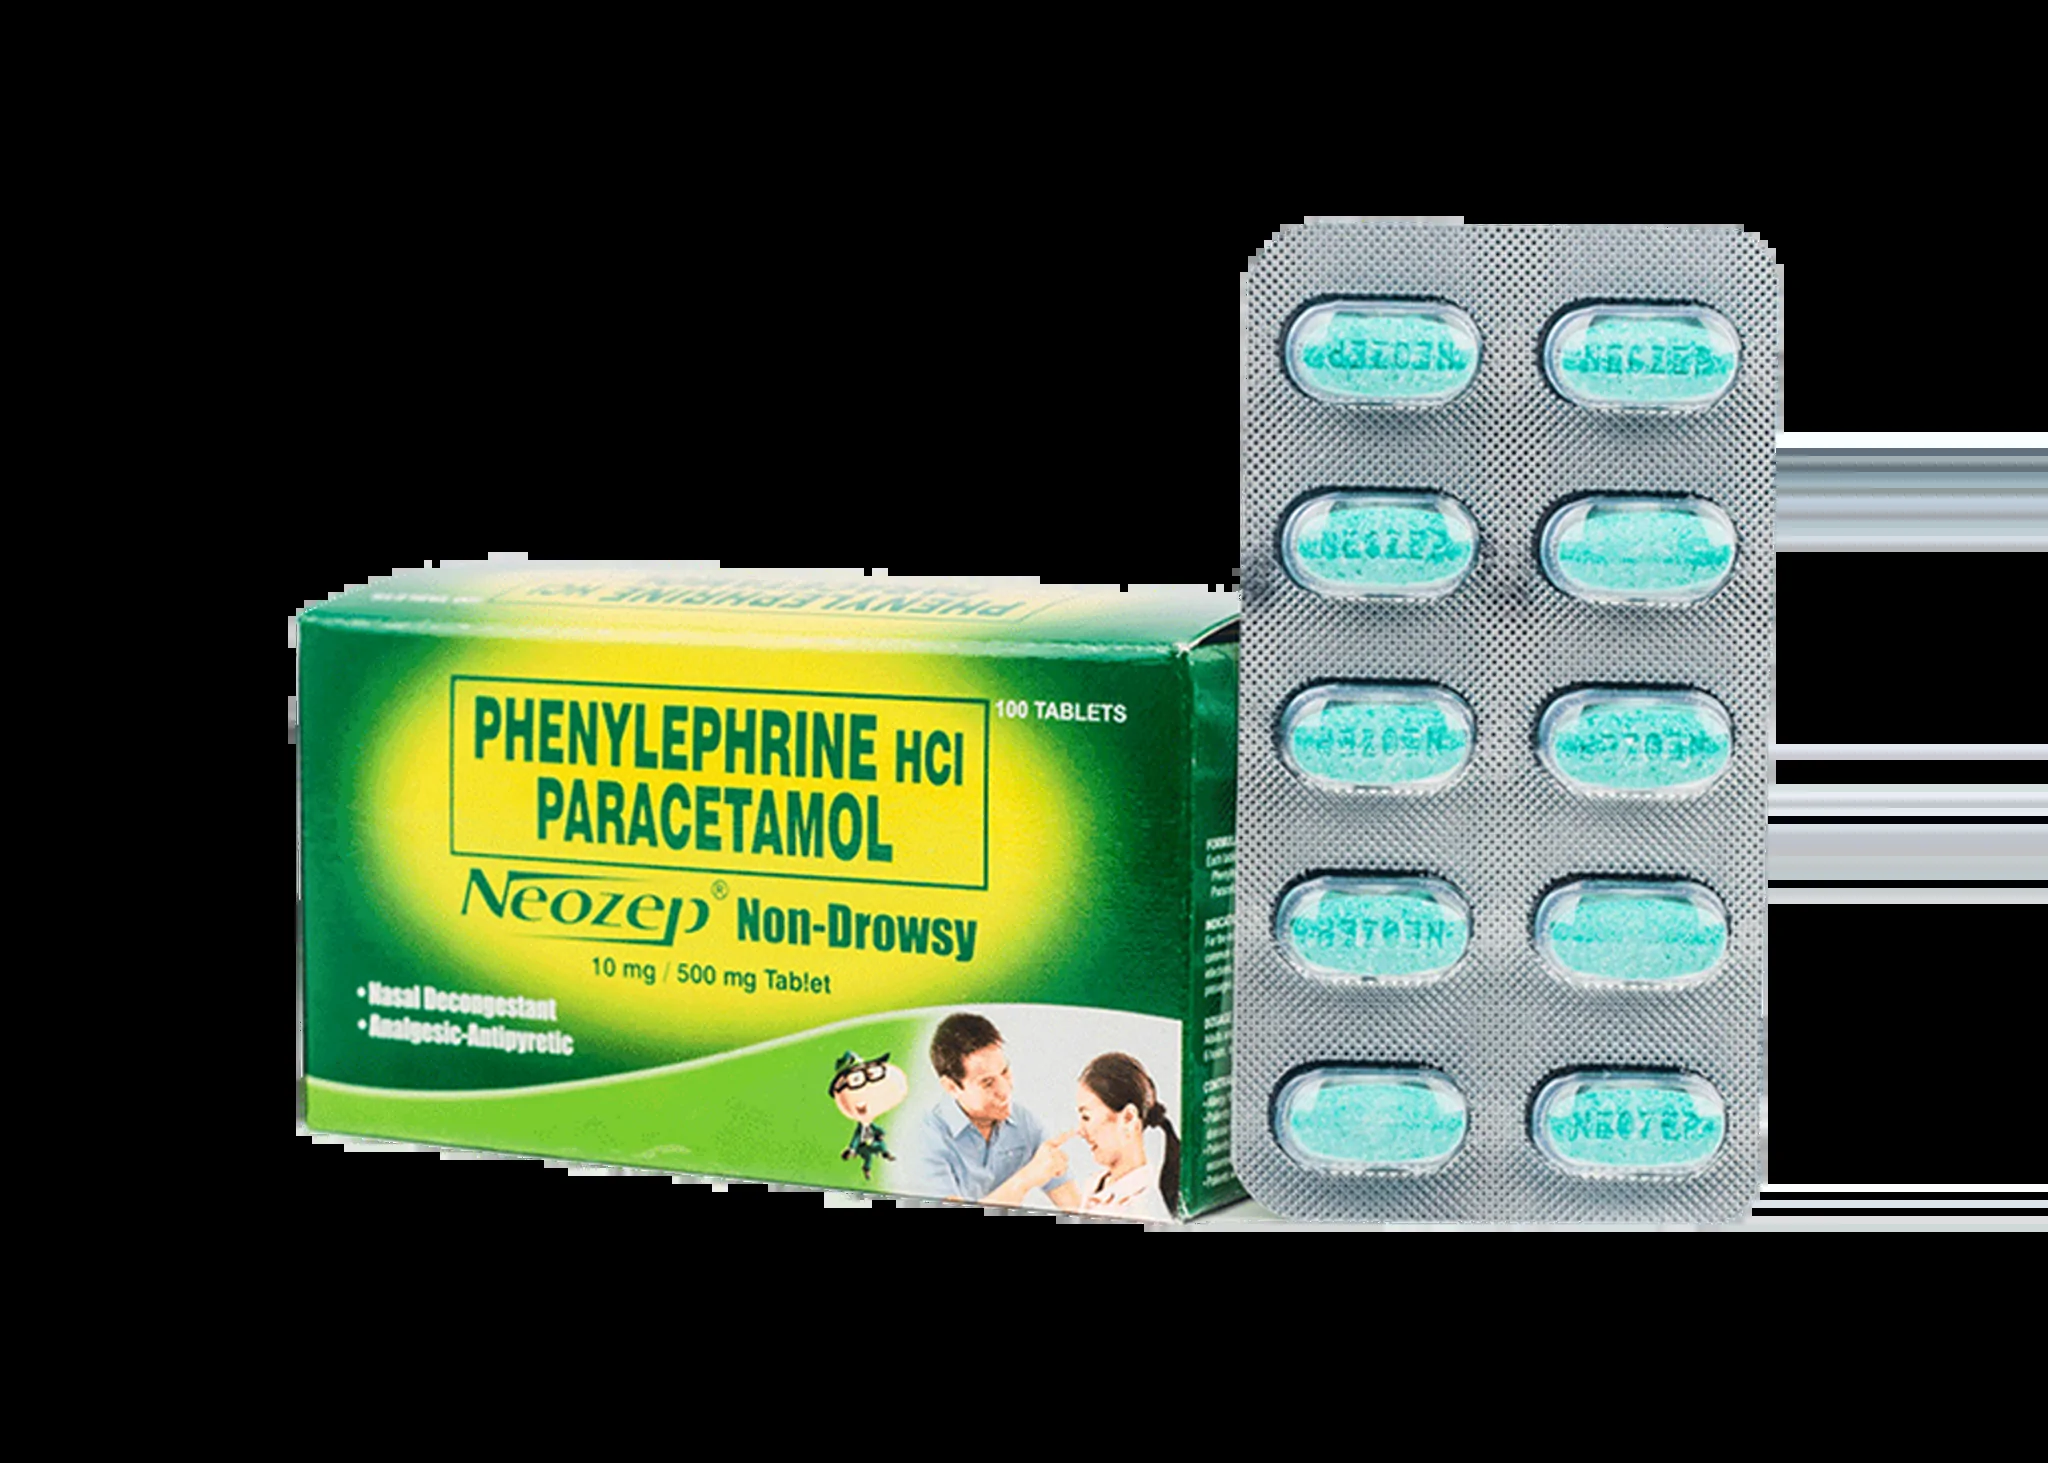 PHENYLEPHRINE HCl
PHENYLEPHRINE HCl
PARACETAMOL
100 TABLETS
Neozep® Non-Drowsy
10 mg / 500 mg Tablet
• Nasal Decongestant
• Analgesic-Antipyretic
NEOZEP
NEOZEP
NEOZEP
NEOZEP
NEOZEP
NEOZEP
NEOZEP